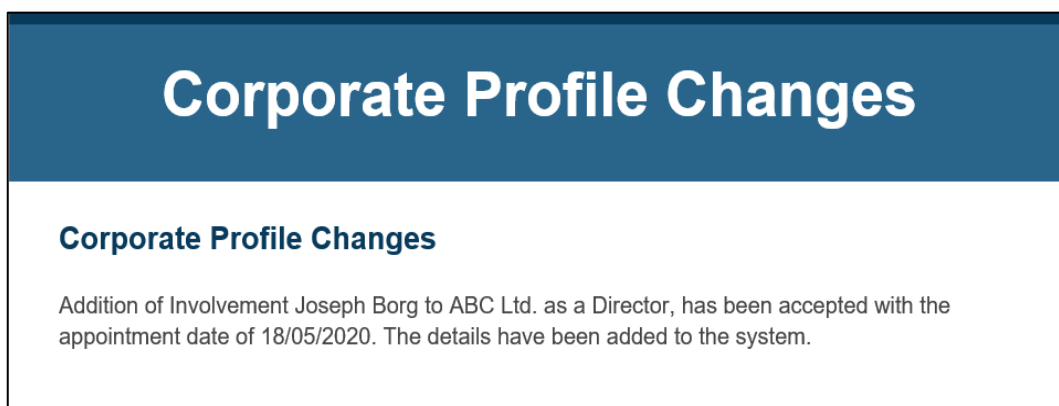 Corporate Profile Changes
Corporate Profile Changes
Addition of Involvement Joseph Borg to ABC Ltd. as a Director, has been accepted with the
appointment date of 18/05/2020. The details have been added to the system.